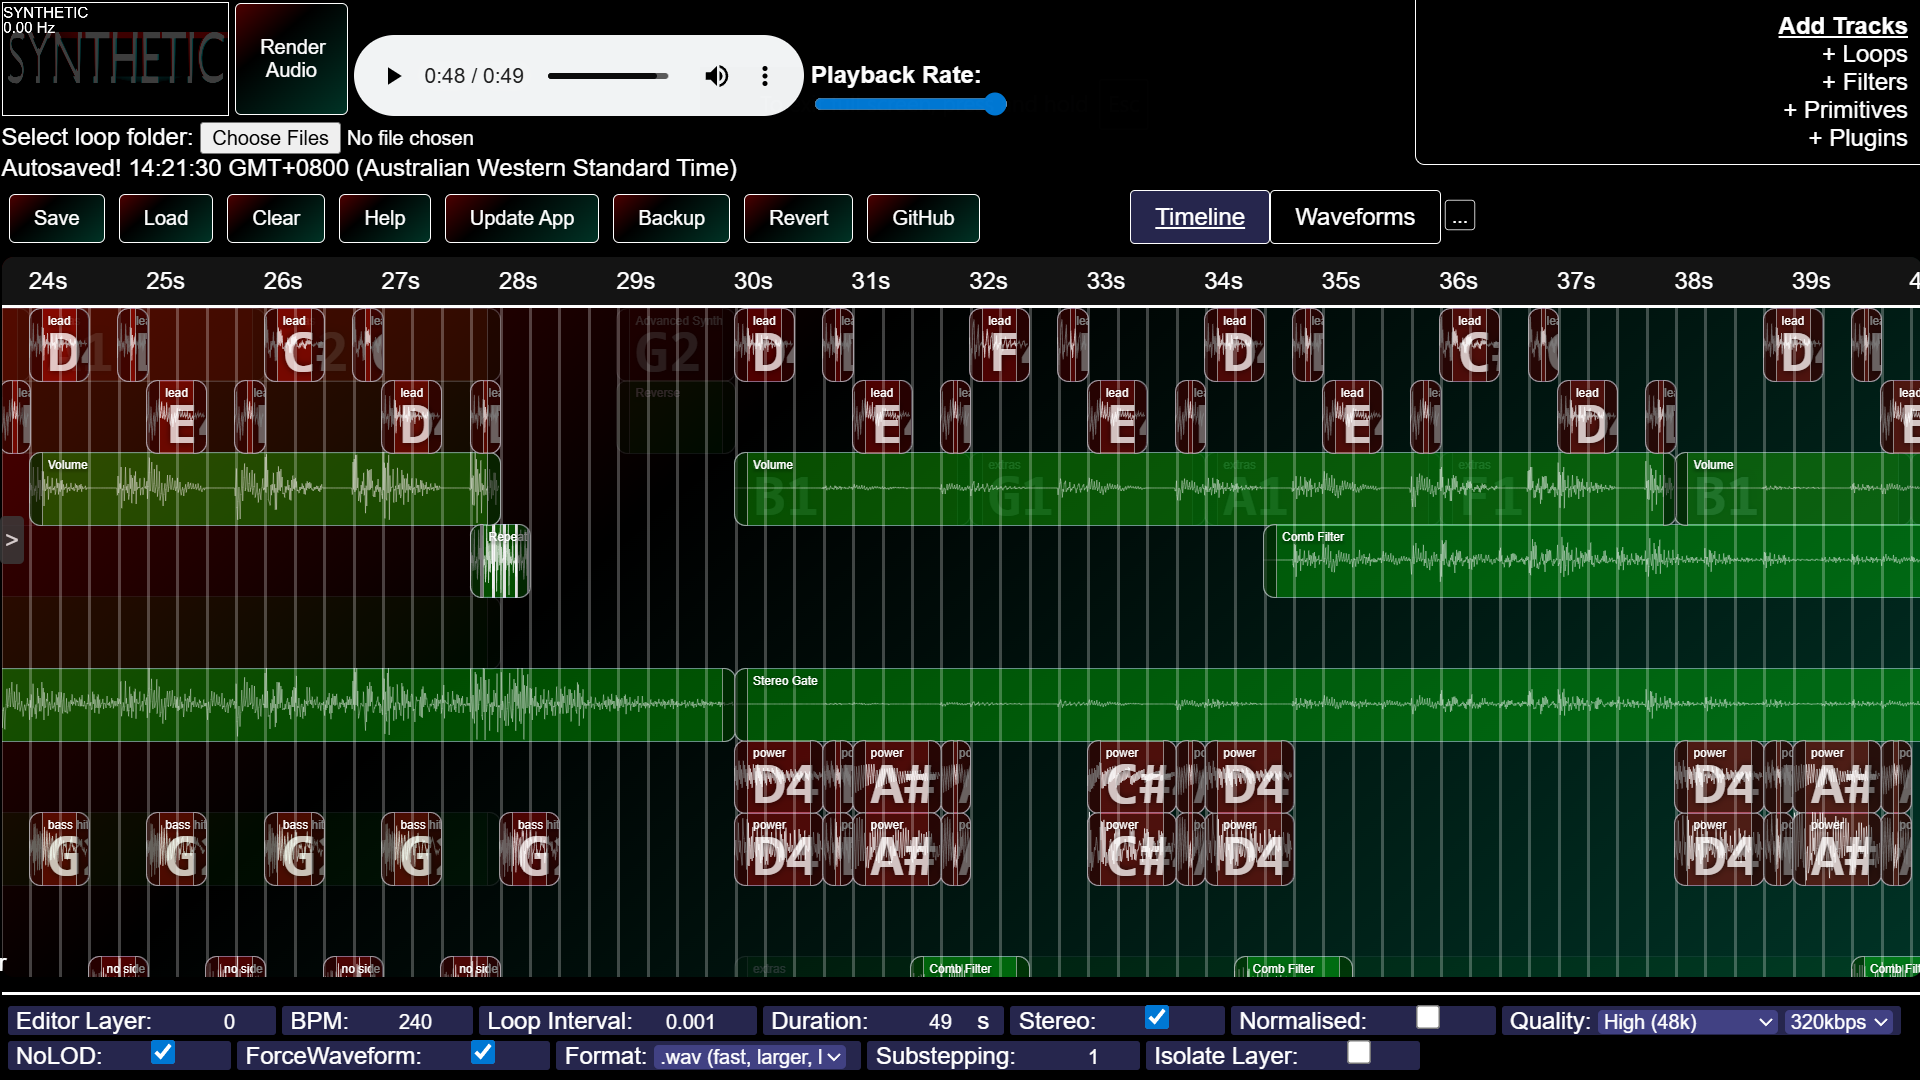 SYNTHETIC
0.00 Hz
SYNTHETIC
Render Audio
0:48 / 0:49
Playback Rate:
Add Tracks
+ Loops
+ Filters
+ Primitives
+ Plugins
Select loop folder: Choose Files No file chosen
Autosaved! 14:21:30 GMT+0800 (Australian Western Standard Time)
Save Load Clear Help Update App Backup Revert GitHub Timeline Waveforms ...
24s 25s 26s 27s 28s 29s 30s 31s 32s 33s 34s 35s 36s 37s 38s 39s
lead lead Advanced Synth lead lead lead lead lead
D C G2 D F D C D
lead lead Reverse lead lead lead lead lead
E D E E E D E
Volume Volume extras extras extras Volume
B1 G1 A1 F1 B1
> Repeat Comb Filter
Stereo Gate
power power power power power power
D4 A# C# D4 D4 A#
bass hit bass hit bass hit bass hit bass hit power power power power power power
G G G G G D4 A# C# D4 D4 A#
no side no side no side no side extras Comb Filter Comb Filter Comb Filt
Editor Layer: 0 BPM: 240 Loop Interval: 0.001 Duration: 49 s Stereo: Normalised: Quality: High (48k) 320kbps
NoLOD: ForceWaveform: Format: .wav (fast, larger, l Substepping: 1 Isolate Layer: